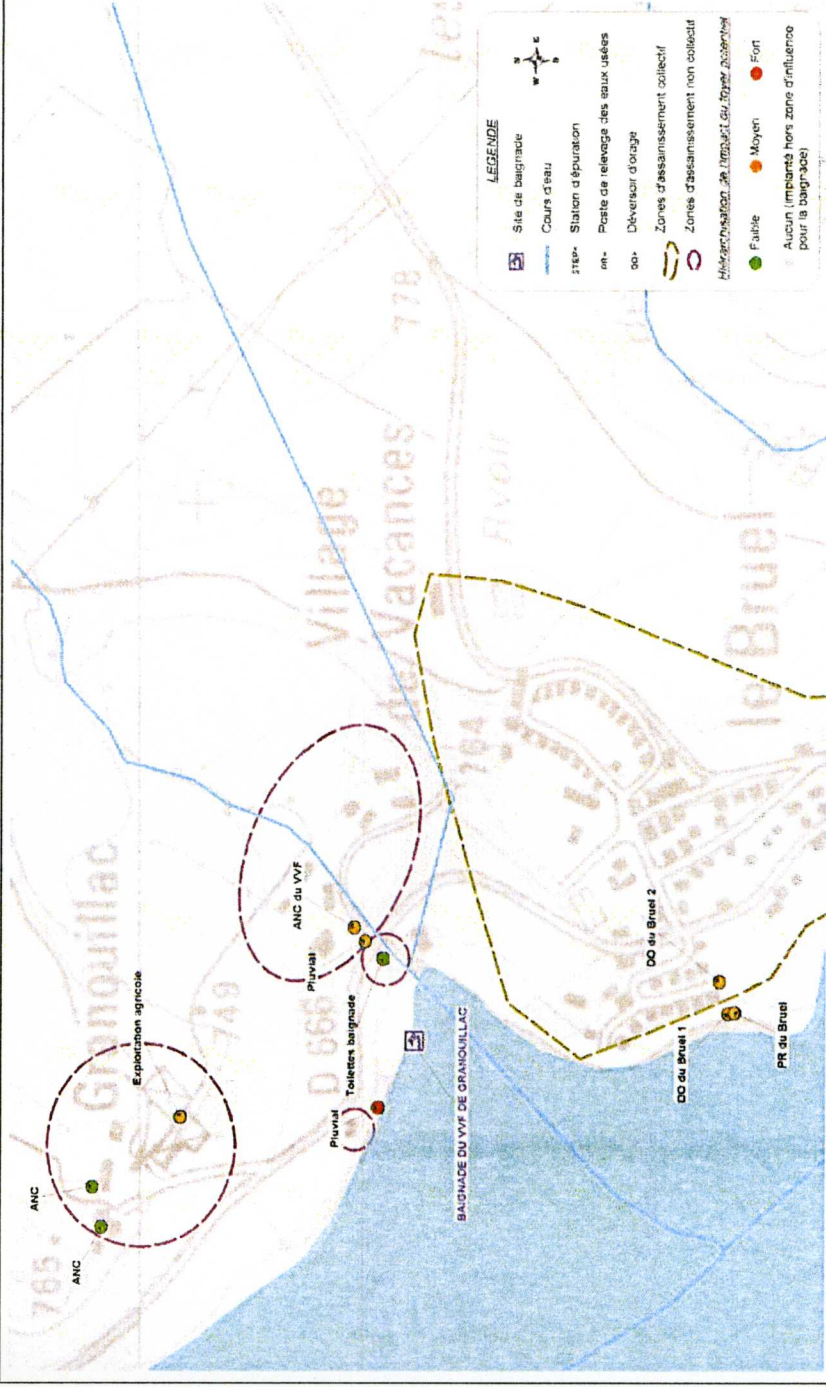 ANC
ANC
765
Granouillac
Exploitation agricole
749
D 666
Pluvial
Toilettes baignade
Pluvial
ANC du VVF
Village
de Vacances
778
764
BAIGNADE DU VVF DE GRANOUILLAC
DO du Bruel 2
DO du Bruel 1
PR du Bruel
le Bruel
LEGENDE
N
W E
S
Site de baignade
Cours d'eau
STEP Station d'épuration
PR Poste de relevage des eaux usées
DO Déversoir d'orage
Zones d'assainissement collectif
Zones d'assainissement non collectif
Hiérarchisation de l'impact du foyer potentiel
Faible Moyen Fort
Aucun (implanté hors zone d'influence
pour la baignade)